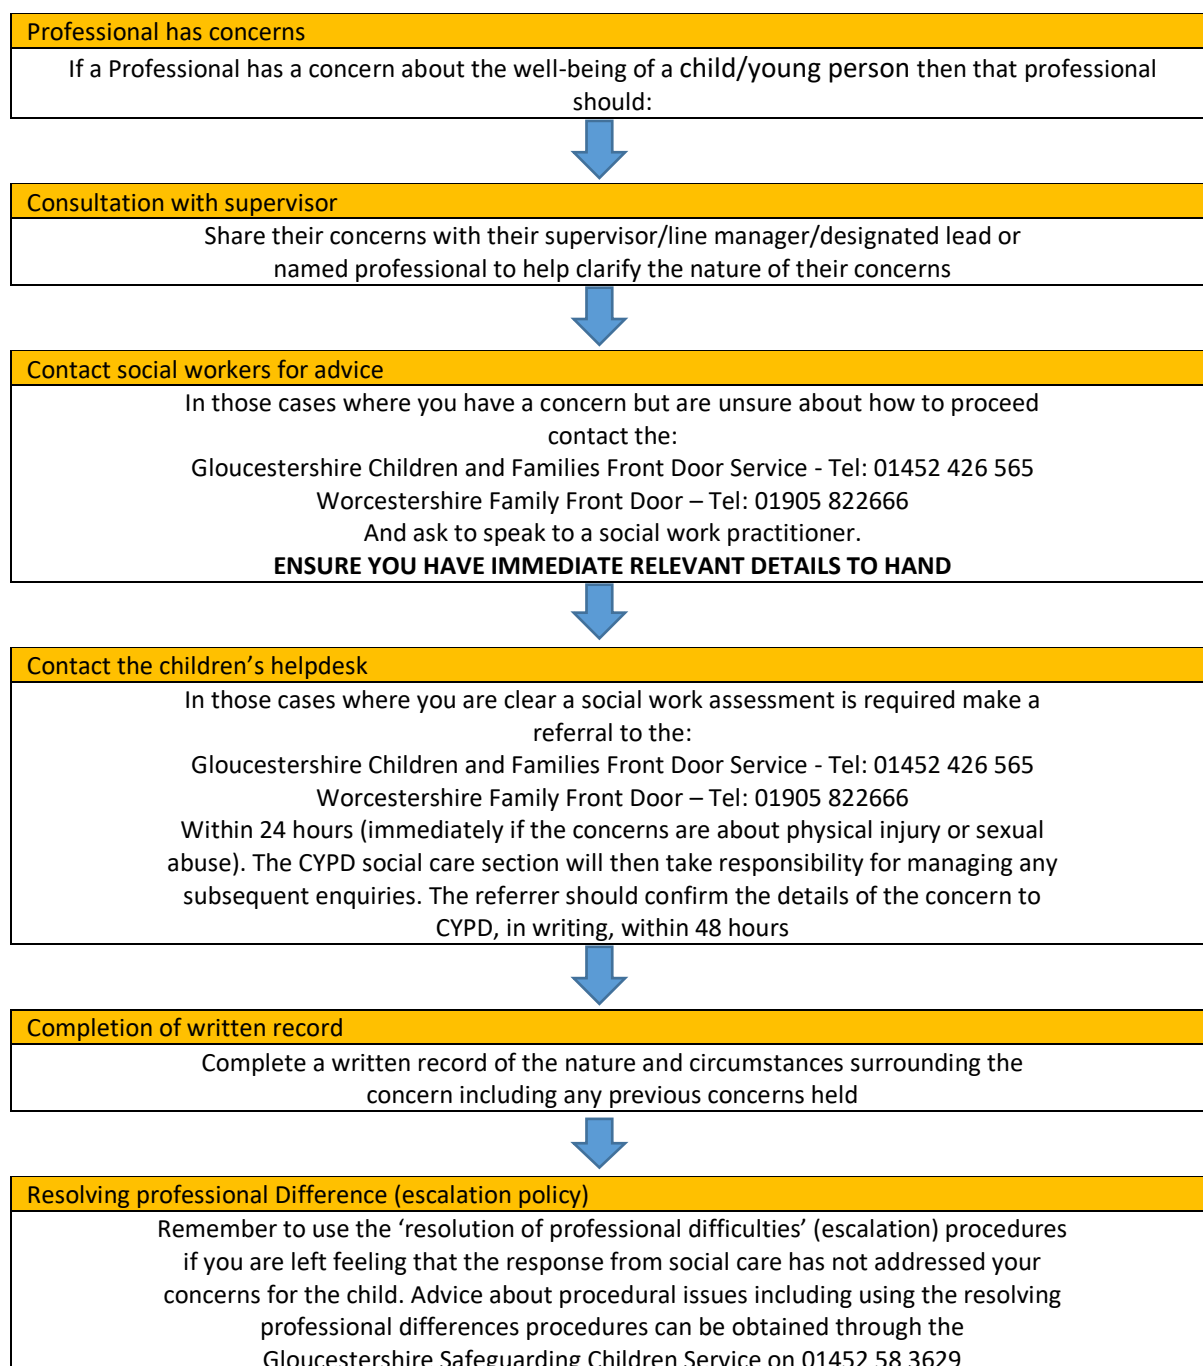 Professional has concerns
If a Professional has a concern about the well-being of a child/young person then that professional
should:
Consultation with supervisor
Share their concerns with their supervisor/line manager/designated lead or
named professional to help clarify the nature of their concerns
Contact social workers for advice
In those cases where you have a concern but are unsure about how to proceed
contact the:
Gloucestershire Children and Families Front Door Service - Tel: 01452 426 565
Worcestershire Family Front Door – Tel: 01905 822666
And ask to speak to a social work practitioner.
ENSURE YOU HAVE IMMEDIATE RELEVANT DETAILS TO HAND
Contact the children’s helpdesk
In those cases where you are clear a social work assessment is required make a
referral to the:
Gloucestershire Children and Families Front Door Service - Tel: 01452 426 565
Worcestershire Family Front Door – Tel: 01905 822666
Within 24 hours (immediately if the concerns are about physical injury or sexual
abuse). The CYPD social care section will then take responsibility for managing any
subsequent enquiries. The referrer should confirm the details of the concern to
CYPD, in writing, within 48 hours
Completion of written record
Complete a written record of the nature and circumstances surrounding the
concern including any previous concerns held
Resolving professional Difference (escalation policy)
Remember to use the ‘resolution of professional difficulties’ (escalation) procedures
if you are left feeling that the response from social care has not addressed your
concerns for the child. Advice about procedural issues including using the resolving
professional differences procedures can be obtained through the
Gloucestershire Safeguarding Children Service on 01452 58 3629